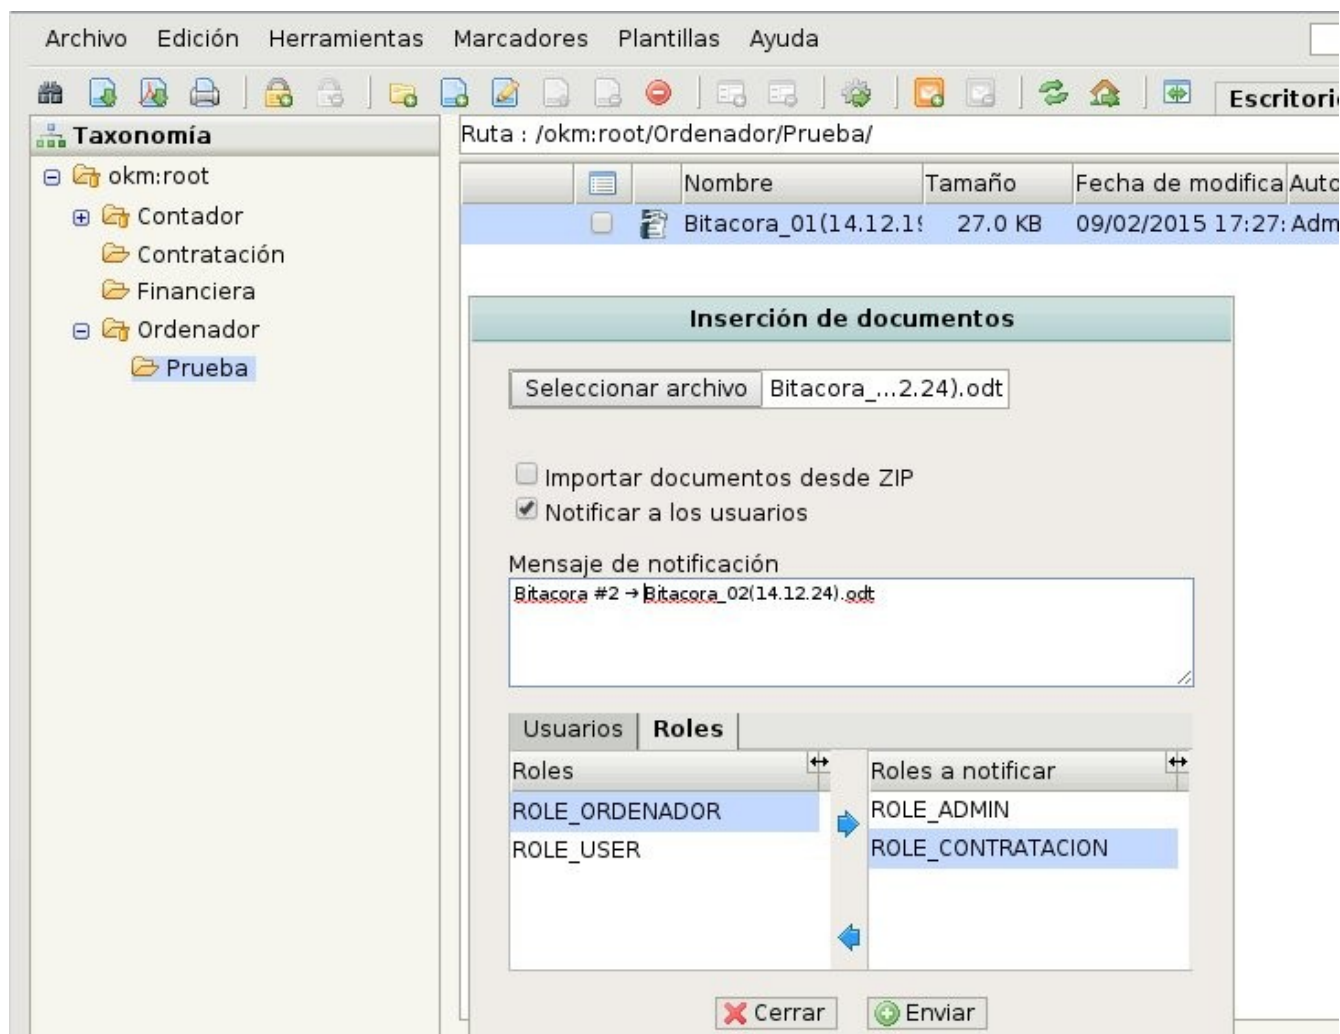 Archivo Edición Herramientas Marcadores Plantillas Ayuda
Escritori
Taxonomía
Ruta : /okm:root/Ordenador/Prueba/
okm:root
Contador
Contratación
Financiera
Ordenador
Prueba
Nombre Tamaño Fecha de modifica Auto
Bitacora_01(14.12.19 27.0 KB 09/02/2015 17:27: Adm
Inserción de documentos
Seleccionar archivo Bitacora_...2.24).odt
Importar documentos desde ZIP
Notificar a los usuarios
Mensaje de notificación
Bitacora #2 → Bitacora_02(14.12.24).odt
Usuarios Roles
Roles Roles a notificar
ROLE_ORDENADOR ROLE_ADMIN
ROLE_USER ROLE_CONTRATACION
Cerrar Enviar